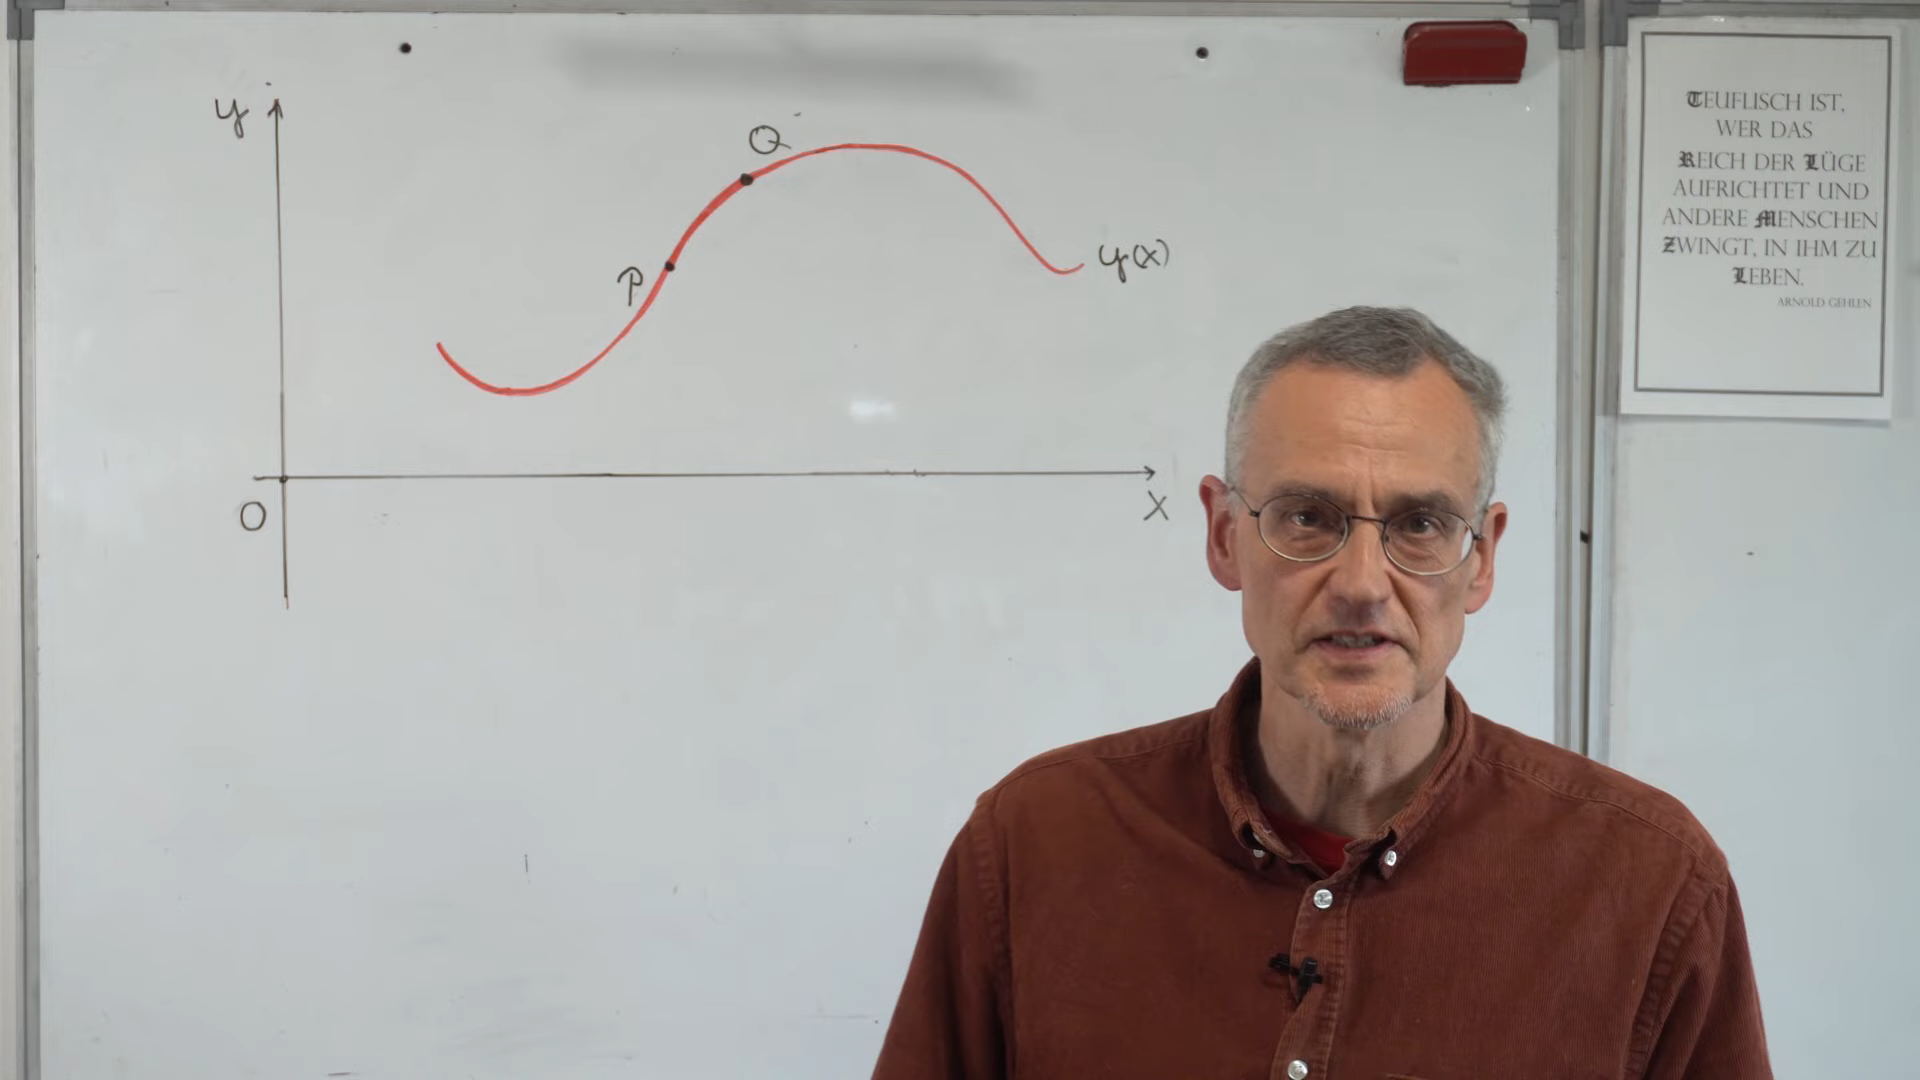 y
Q
P
y(x)
O
x
TEUFLISCH IST,
WER DAS
REICH DER LÜGE
AUFRICHTET UND
ANDERE MENSCHEN
ZWINGT, IN IHM ZU
LEBEN.
ARNOLD GEHLEN